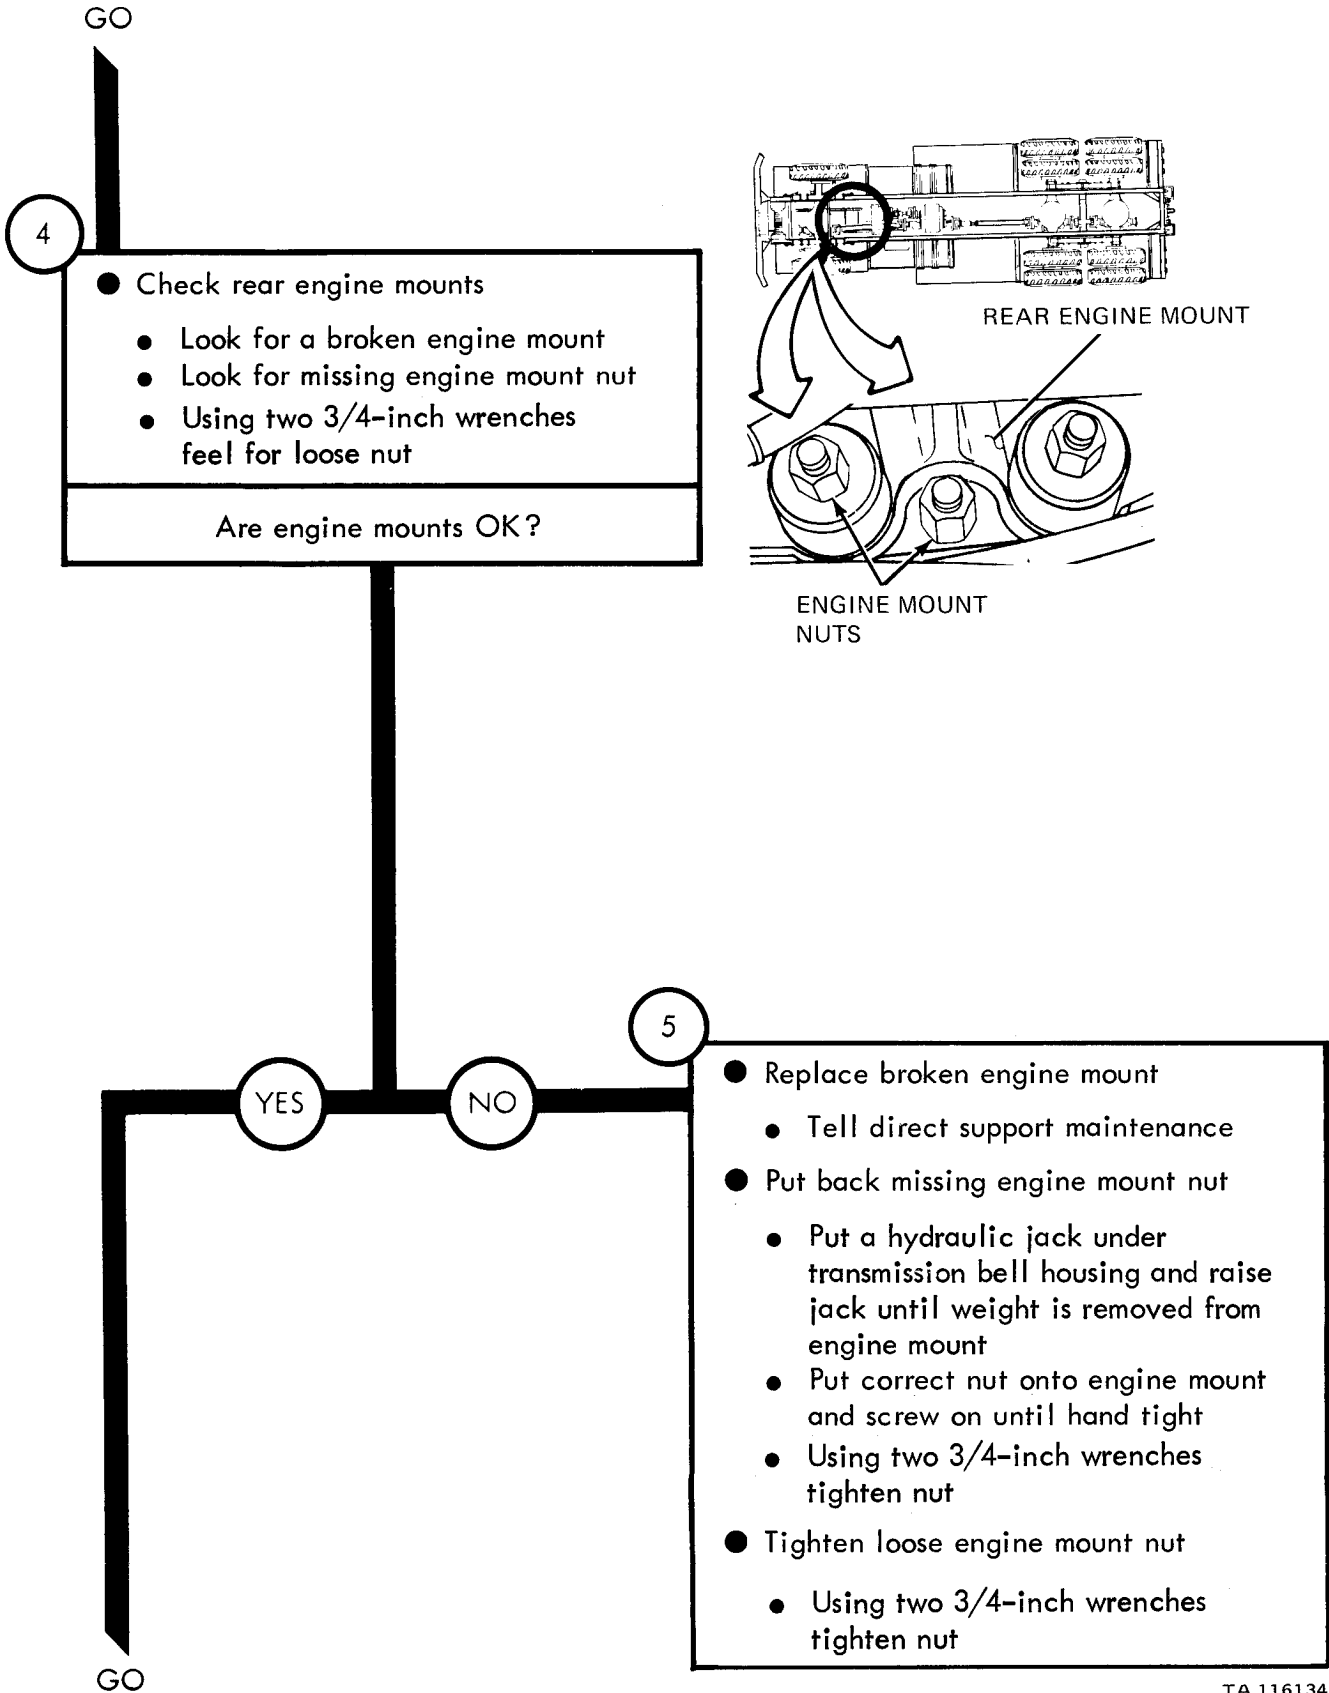 GO
4
● Check rear engine mounts
● Look for a broken engine mount
● Look for missing engine mount nut
● Using two 3/4-inch wrenches
feel for loose nut
Are engine mounts OK?
REAR ENGINE MOUNT
ENGINE MOUNT
NUTS
YES
NO
5
● Replace broken engine mount
● Tell direct support maintenance
● Put back missing engine mount nut
● Put a hydraulic jack under
transmission bell housing and raise
jack until weight is removed from
engine mount
● Put correct nut onto engine mount
and screw on until hand tight
● Using two 3/4-inch wrenches
tighten nut
● Tighten loose engine mount nut
● Using two 3/4-inch wrenches
tighten nut
GO
TA 116134